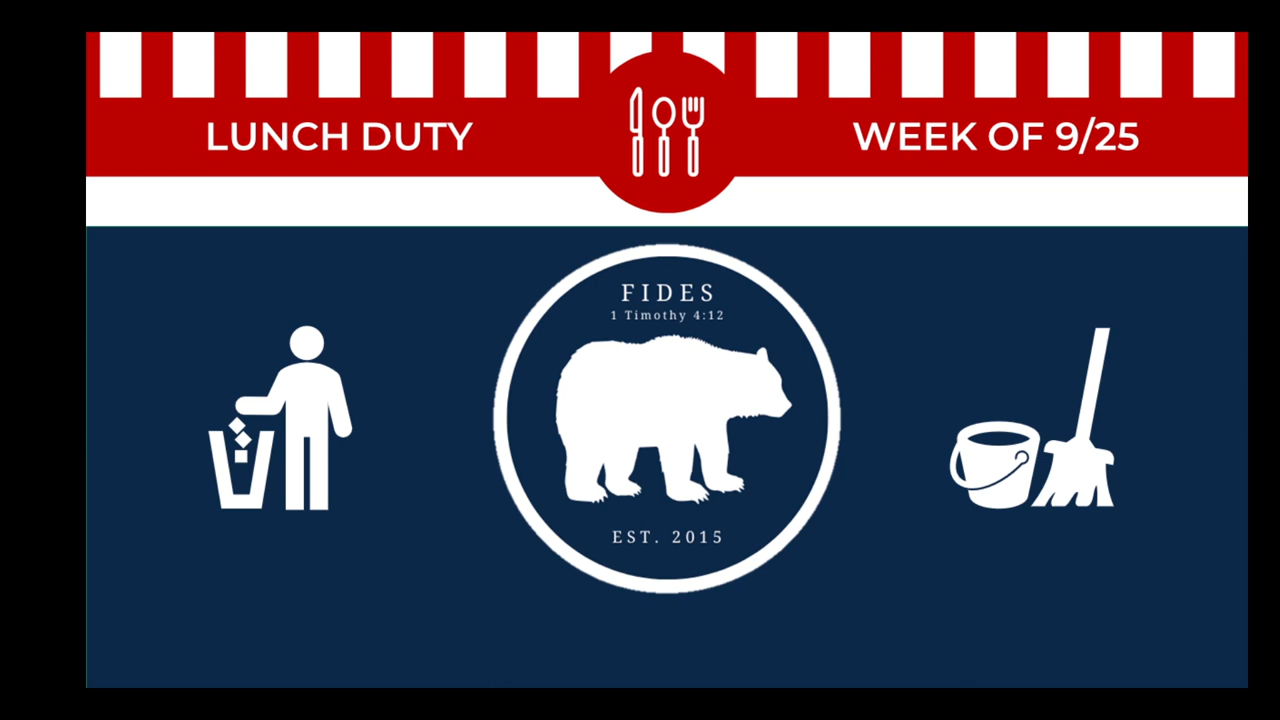 LUNCH DUTY
WEEK OF 9/25
FIDES
1 Timothy 4:12
EST. 2015